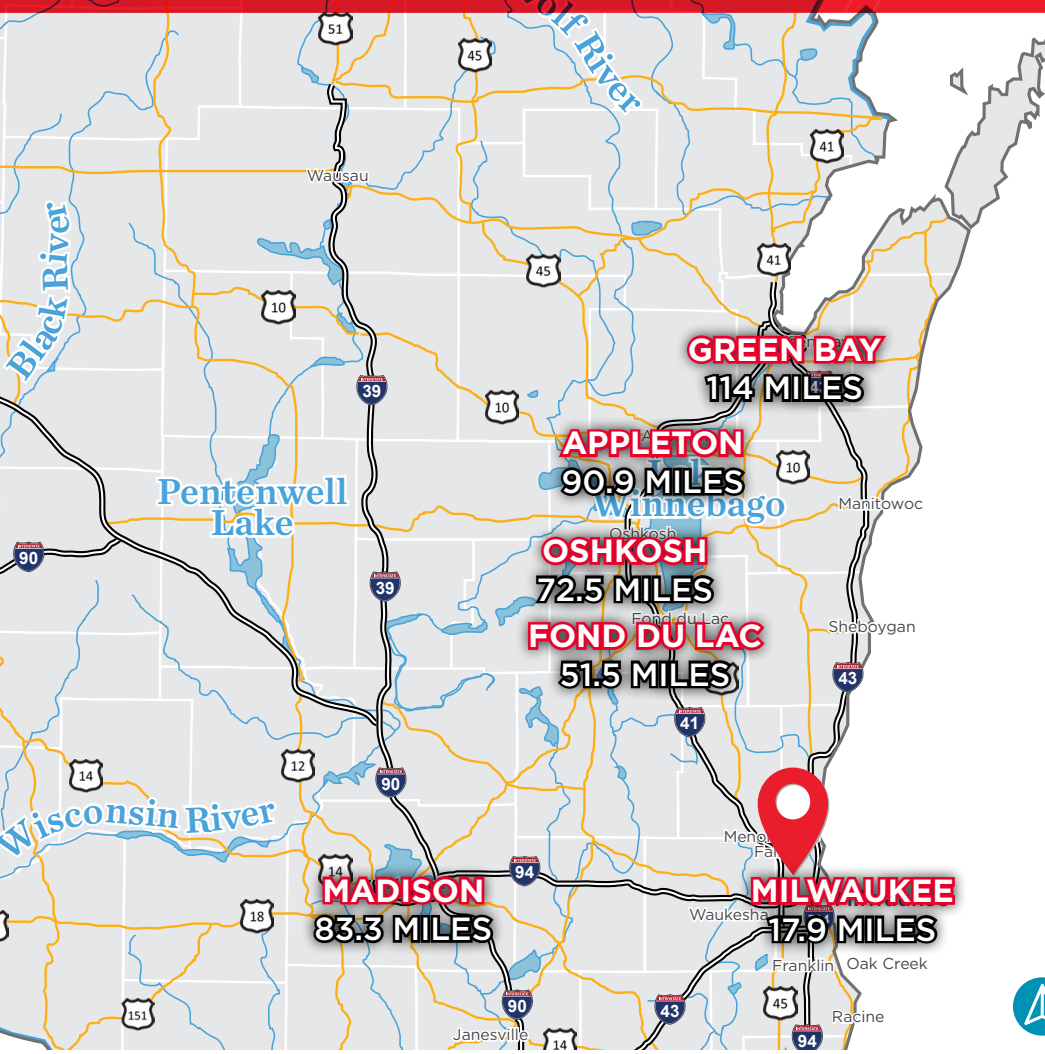 51
45
Wolf River
41
Wausau
Black River
41
45
10
GREEN BAY
114 MILES
39
10
APPLETON
90.9 MILES
10
Pentenwell
Lake
Winnebago
Manitowoc
Oshkosh
OSHKOSH
72.5 MILES
90
39
Fond du Lac
FOND DU LAC
51.5 MILES
Sheboygan
43
41
14
12
90
Wisconsin River
14
94
MADISON
83.3 MILES
MILWAUKEE
17.9 MILES
Waukesha
18
Franklin
Oak Creek
151
90
43
45
Racine
Janesville
14
94